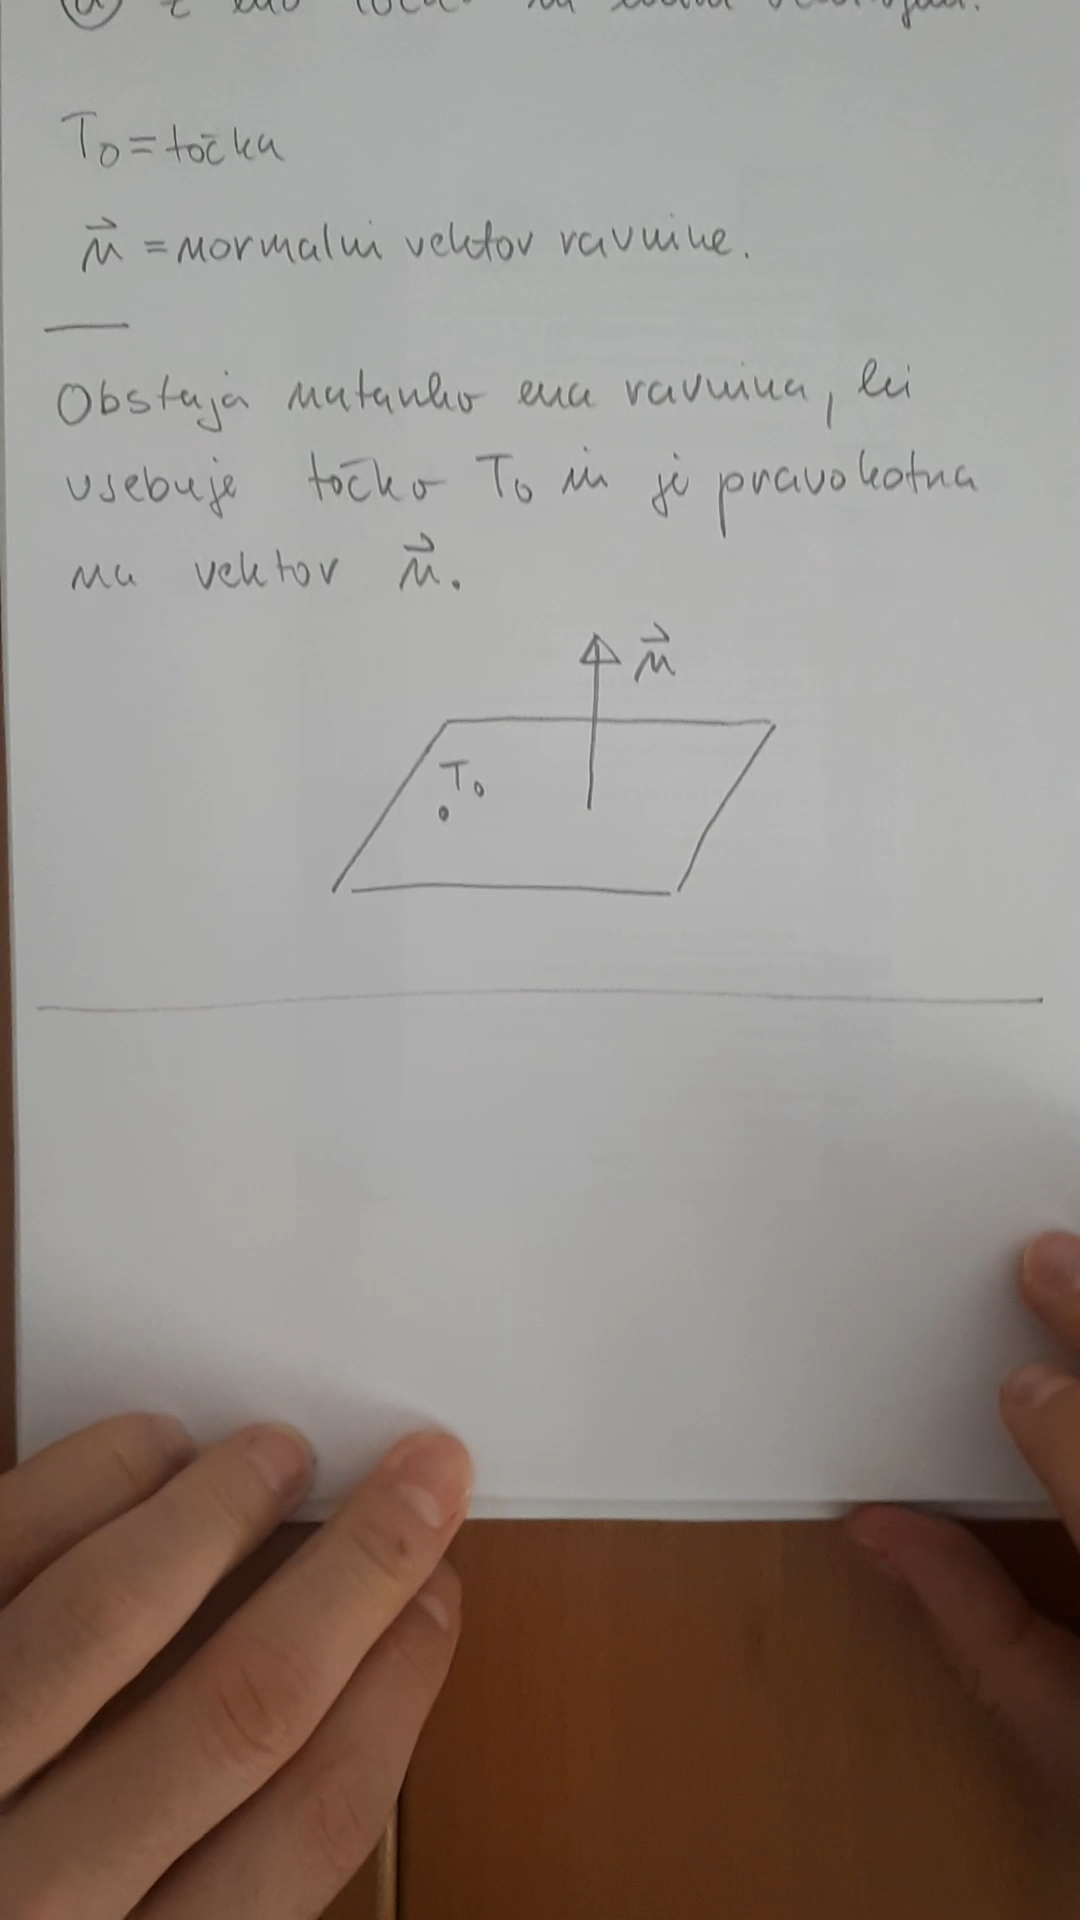 T₀ = točka
n⃗ = normalni vektor ravnine.
Obstaja natanko ena ravnina, ki
vsebuje točko T₀ in je pravokotna
na vektor n⃗.
n⃗
T₀